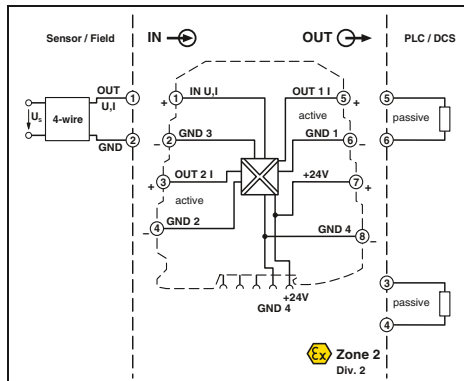 Sensor / Field
IN
OUT
PLC / DCS
OUT
U,I
1
Us
4-wire
GND
2
+ 1 IN U,I
OUT 1 I 5 +
active
- 2 GND 3
GND 1 6 -
+ 3 OUT 2 I
+24V 7 +
active
- 4 GND 2
GND 4 8 -
+24V
GND 4
5
passive
6
3
passive
4
Ex Zone 2
Div. 2